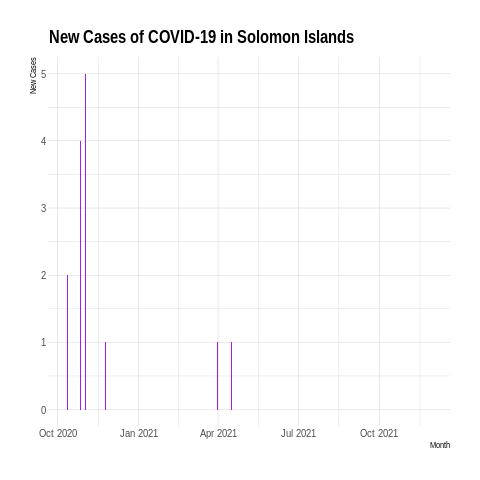 New Cases of COVID-19 in Solomon Islands
New Cases
5
4
3
2
1
0
Oct 2020 Jan 2021 Apr 2021 Jul 2021 Oct 2021
Month